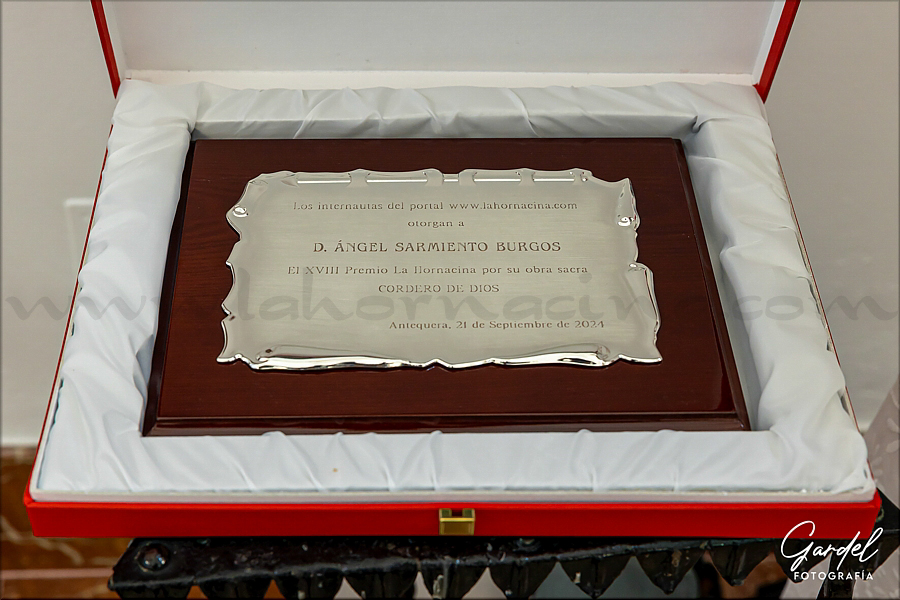 Los internautas del portal www.lahornacina.com
otorgan a
D. ÁNGEL SARMIENTO BURGOS
El XVIII Premio La Hornacina por su obra sacra
CORDERO DE DIOS
Antequera, 21 de Septiembre de 2024
www.lahornacina.com
Gardel
FOTOGRAFÍA